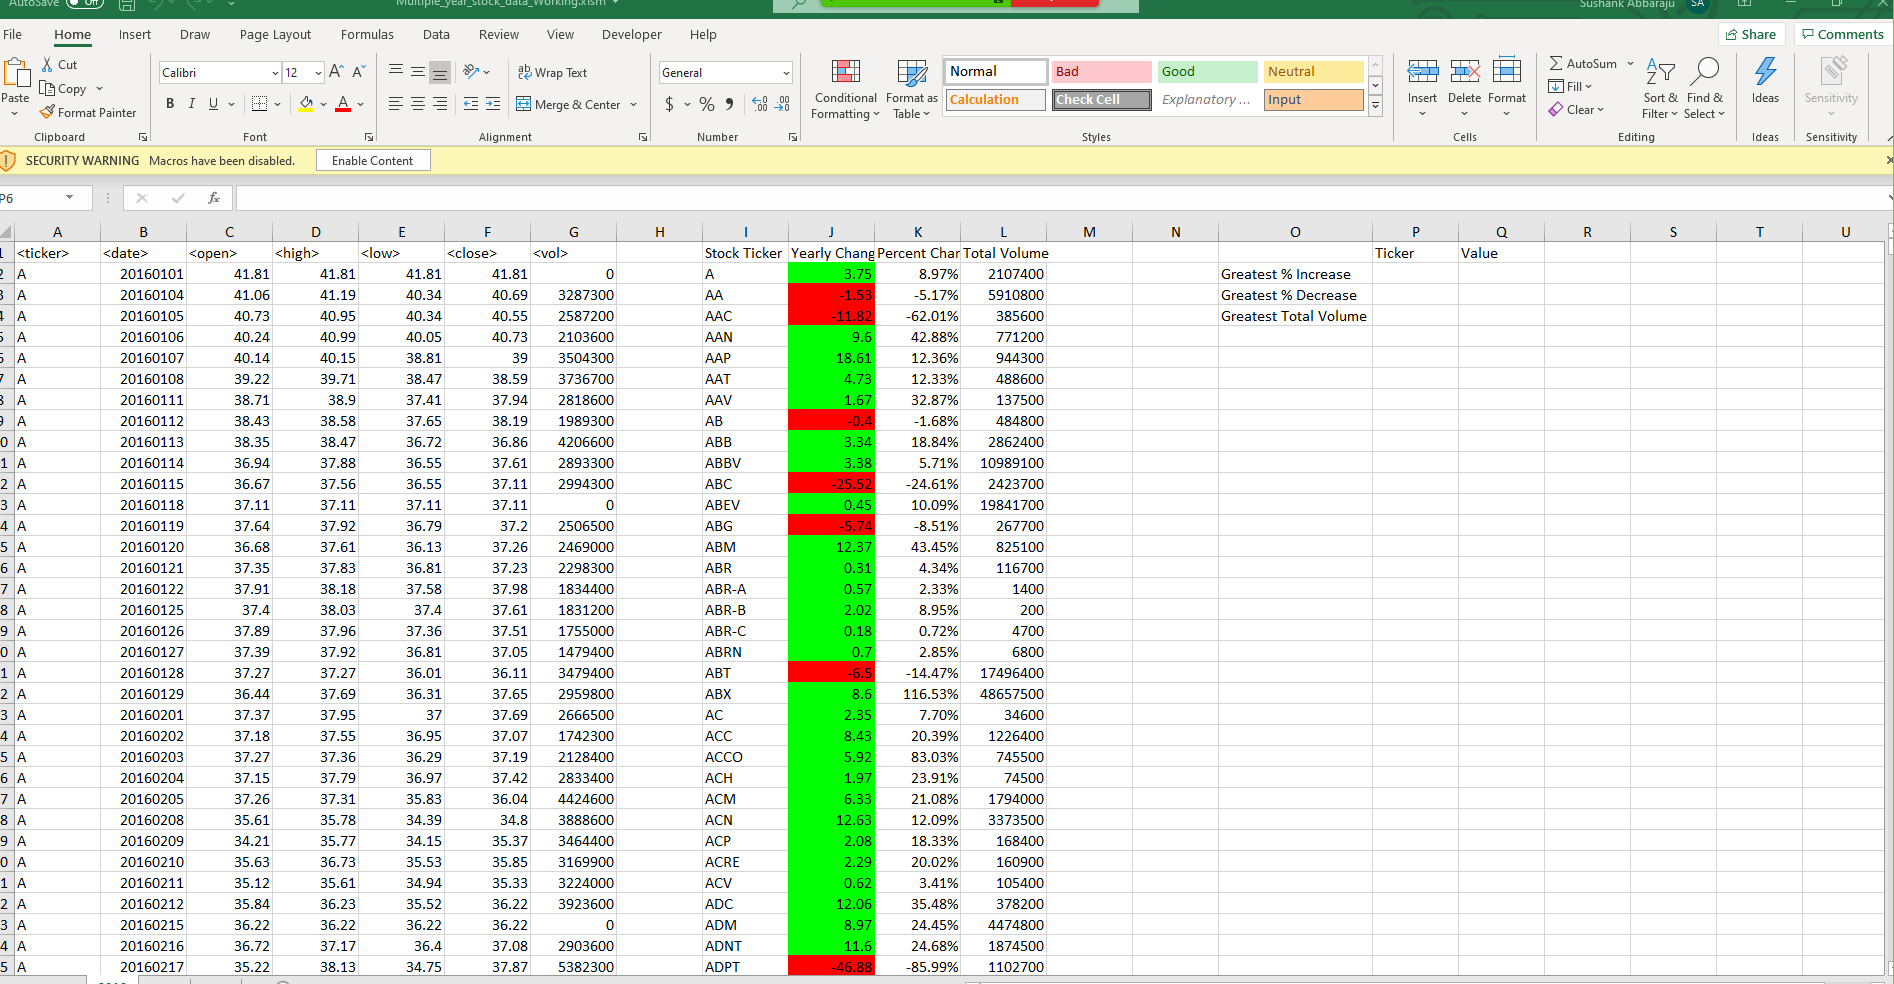 AutoSave Off Multiple_year_stock_data_Working.xlsm Sushank Abbaraju SA
File Home Insert Draw Page Layout Formulas Data Review View Developer Help Share Comments
Paste Cut Copy Format Painter Clipboard
Calibri 12 B I U A Font
Wrap Text Merge & Center Alignment
General $ % Number
Conditional Formatting Format as Table Normal Bad Good Neutral Calculation Check Cell Explanatory ... Input Styles
Insert Delete Format Cells
AutoSum Fill Clear Sort & Filter Find & Select Editing
Ideas Ideas Sensitivity Sensitivity
SECURITY WARNING Macros have been disabled. Enable Content
P6 fx
A B C D E F G H I J K L M N O P Q R S T U
1 <ticker> <date> <open> <high> <low> <close> <vol> Stock Ticker Yearly Chang Percent Char Total Volume Ticker Value
2 A 20160101 41.81 41.81 41.81 41.81 0 A 3.75 8.97% 2107400 Greatest % Increase
3 A 20160104 41.06 41.19 40.34 40.69 3287300 AA -1.53 -5.17% 5910800 Greatest % Decrease
4 A 20160105 40.73 40.95 40.34 40.55 2587200 AAC -11.82 -62.01% 385600 Greatest Total Volume
5 A 20160106 40.24 40.99 40.05 40.73 2103600 AAN 9.6 42.88% 771200
6 A 20160107 40.14 40.15 38.81 39 3504300 AAP 18.61 12.36% 944300
7 A 20160108 39.22 39.71 38.47 38.59 3736700 AAT 4.73 12.33% 488600
8 A 20160111 38.71 38.9 37.41 37.94 2818600 AAV 1.67 32.87% 137500
9 A 20160112 38.43 38.58 37.65 38.19 1989300 AB -0.4 -1.68% 484800
0 A 20160113 38.35 38.47 36.72 36.86 4206600 ABB 3.34 18.84% 2862400
1 A 20160114 36.94 37.88 36.55 37.61 2893300 ABBV 3.38 5.71% 10989100
2 A 20160115 36.67 37.56 36.55 37.11 2994300 ABC -25.52 -24.61% 2423700
3 A 20160118 37.11 37.11 37.11 37.11 0 ABEV 0.45 10.09% 19841700
4 A 20160119 37.64 37.92 36.79 37.2 2506500 ABG -5.74 -8.51% 267700
5 A 20160120 36.68 37.61 36.13 37.26 2469000 ABM 12.37 43.45% 825100
6 A 20160121 37.35 37.83 36.81 37.23 2298300 ABR 0.31 4.34% 116700
7 A 20160122 37.91 38.18 37.58 37.98 1834400 ABR-A 0.57 2.33% 1400
8 A 20160125 37.4 38.03 37.4 37.61 1831200 ABR-B 2.02 8.95% 200
9 A 20160126 37.89 37.96 37.36 37.51 1755000 ABR-C 0.18 0.72% 4700
0 A 20160127 37.39 37.92 36.81 37.05 1479400 ABRN 0.7 2.85% 6800
1 A 20160128 37.27 37.27 36.01 36.11 3479400 ABT -6.5 -14.47% 17496400
2 A 20160129 36.44 37.69 36.31 37.65 2959800 ABX 8.6 116.53% 48657500
3 A 20160201 37.37 37.95 37 37.69 2666500 AC 2.35 7.70% 34600
4 A 20160202 37.18 37.55 36.95 37.07 1742300 ACC 8.43 20.39% 1226400
5 A 20160203 37.27 37.36 36.29 37.19 2128400 ACCO 5.92 83.03% 745500
6 A 20160204 37.15 37.79 36.97 37.42 2833400 ACH 1.97 23.91% 74500
7 A 20160205 37.26 37.31 35.83 36.04 4424600 ACM 6.33 21.08% 1794000
8 A 20160208 35.61 35.78 34.39 34.8 3888600 ACN 12.63 12.09% 3373500
9 A 20160209 34.21 35.77 34.15 35.37 3464400 ACP 2.08 18.33% 168400
0 A 20160210 35.63 36.73 35.53 35.85 3169900 ACRE 2.29 20.02% 160900
1 A 20160211 35.12 35.61 34.94 35.33 3224000 ACV 0.62 3.41% 105400
2 A 20160212 35.84 36.23 35.52 36.22 3923600 ADC 12.06 35.48% 378200
3 A 20160215 36.22 36.22 36.22 36.22 0 ADM 8.97 24.45% 4474800
4 A 20160216 36.72 37.17 36.4 37.08 2903600 ADNT 11.6 24.68% 1874500
5 A 20160217 35.22 38.13 34.75 37.87 5382300 ADPT -46.88 -85.99% 1102700